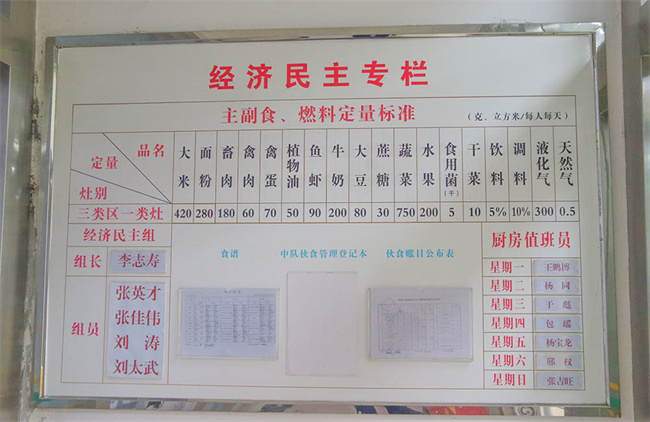 经济民主专栏
主副食、燃料定量标准 (克、立方米/每人每天)
品名 定量 灶别 大米 面粉 畜肉 禽肉 禽蛋 植物油 鱼虾 牛奶 大豆 蔗糖 蔬菜 水果 食用菌(干) 干菜 饮料 调料 液化气 天然气
三类区一类灶 420 280 180 60 70 50 90 200 80 30 750 200 5 10 5% 10% 300 0.5
经济民主组
组长 李志寿
组员
张英才
张佳伟
刘涛
刘太武
食谱 中队伙食管理登记本 伙食账目公布表
厨房值班员
星期一 王鹏博
星期二 杨
星期三 于
星期四 包
星期五 杨宝龙
星期六 邢权
星期日 张吉旺